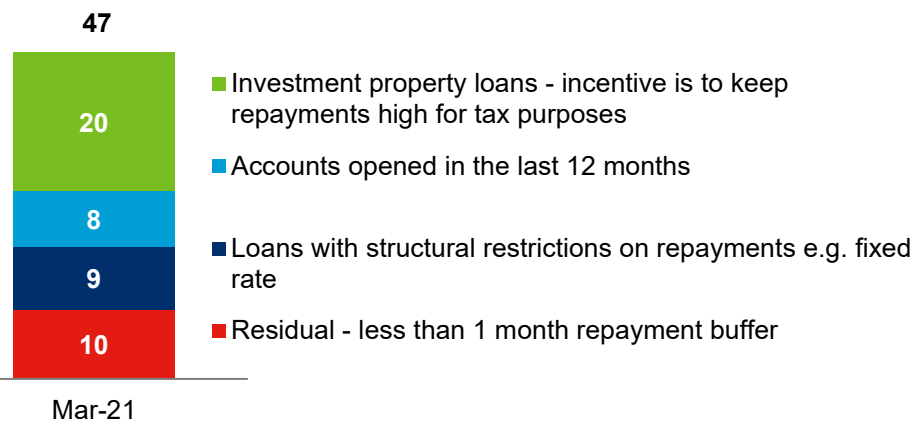 47
20
8
9
10
Mar-21
Investment property loans - incentive is to keep
repayments high for tax purposes
Accounts opened in the last 12 months
Loans with structural restrictions on repayments e.g. fixed
rate
Residual - less than 1 month repayment buffer